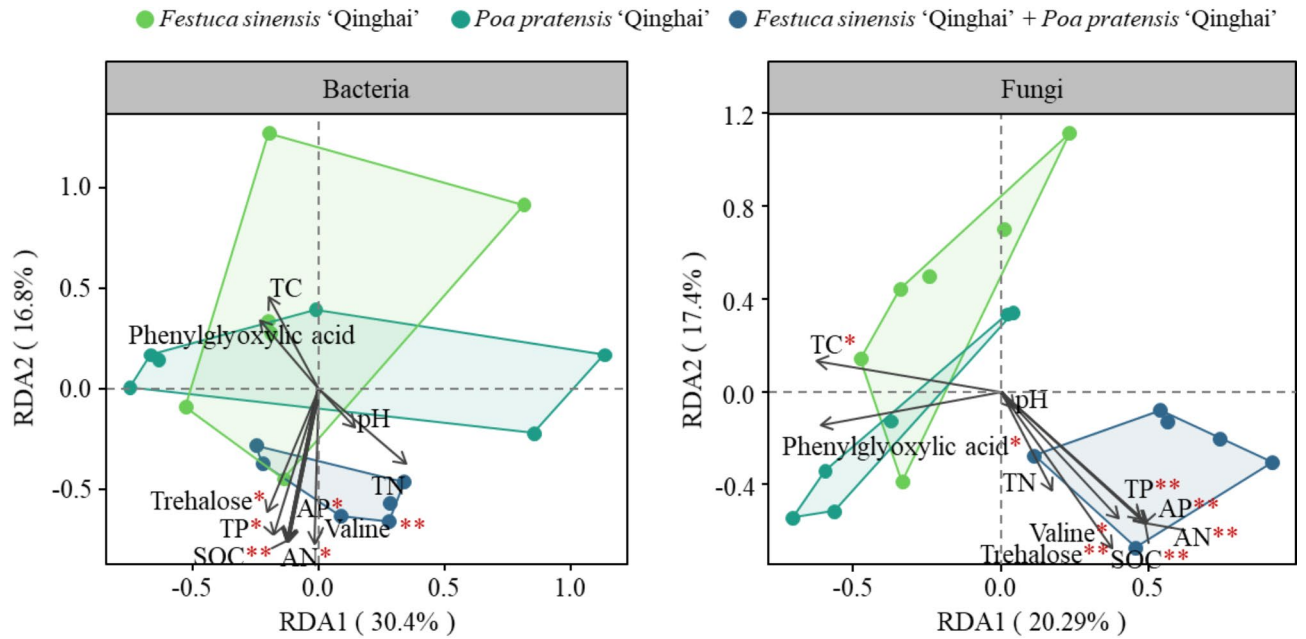 Festuca sinensis ‘Qinghai’ Poa pratensis ‘Qinghai’ Festuca sinensis ‘Qinghai’ + Poa pratensis ‘Qinghai’
Bacteria
RDA2 ( 16.8% )
1.0
0.5
0.0
-0.5
TC
Phenylglyoxylic acid
pH
TN
Trehalose*
AP*
TP*
Valine **
SOC**
AN*
-0.5 0.0 0.5 1.0
RDA1 ( 30.4% )
Fungi
RDA2 ( 17.4% )
1.2
0.8
0.4
0.0
-0.4
TC*
pH
Phenylglyoxylic acid*
TN
TP**
AP**
Valine*
AN**
Trehalose**
SOC**
-0.5 0.0 0.5
RDA1 ( 20.29% )